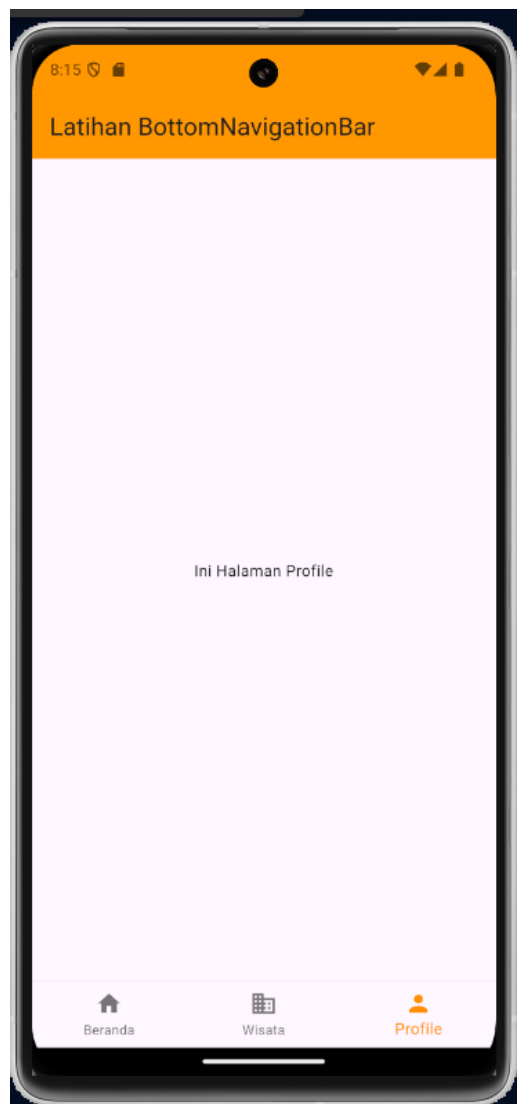 8:15
Latihan BottomNavigationBar
Ini Halaman Profile
Beranda
Wisata
Profile